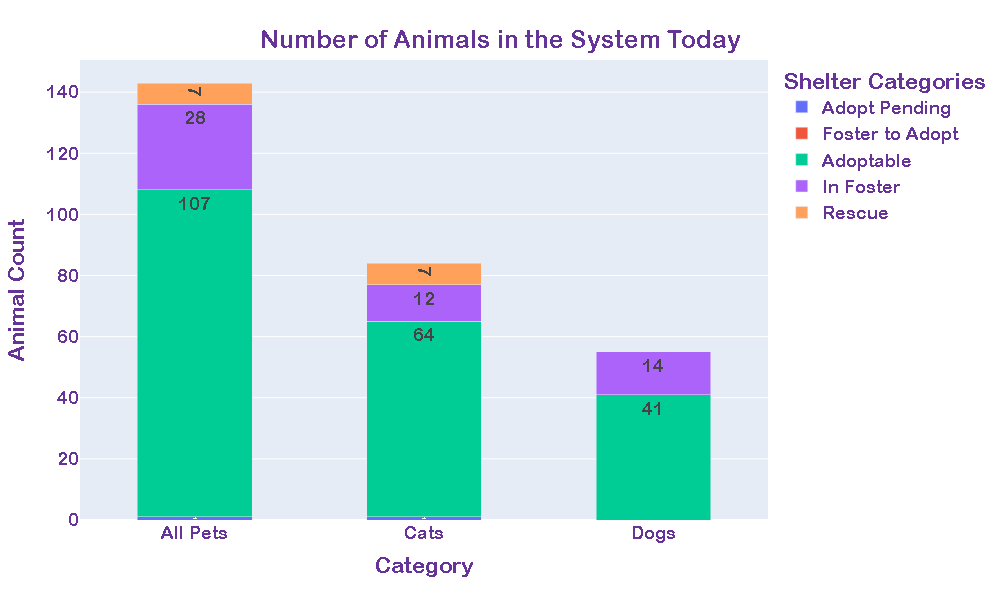 Number of Animals in the System Today
Shelter Categories
Adopt Pending
Foster to Adopt
Adoptable
In Foster
Rescue
Animal Count
140
120
100
80
60
40
20
0
7
28
107
7
12
64
14
41
All Pets
Cats
Dogs
Category